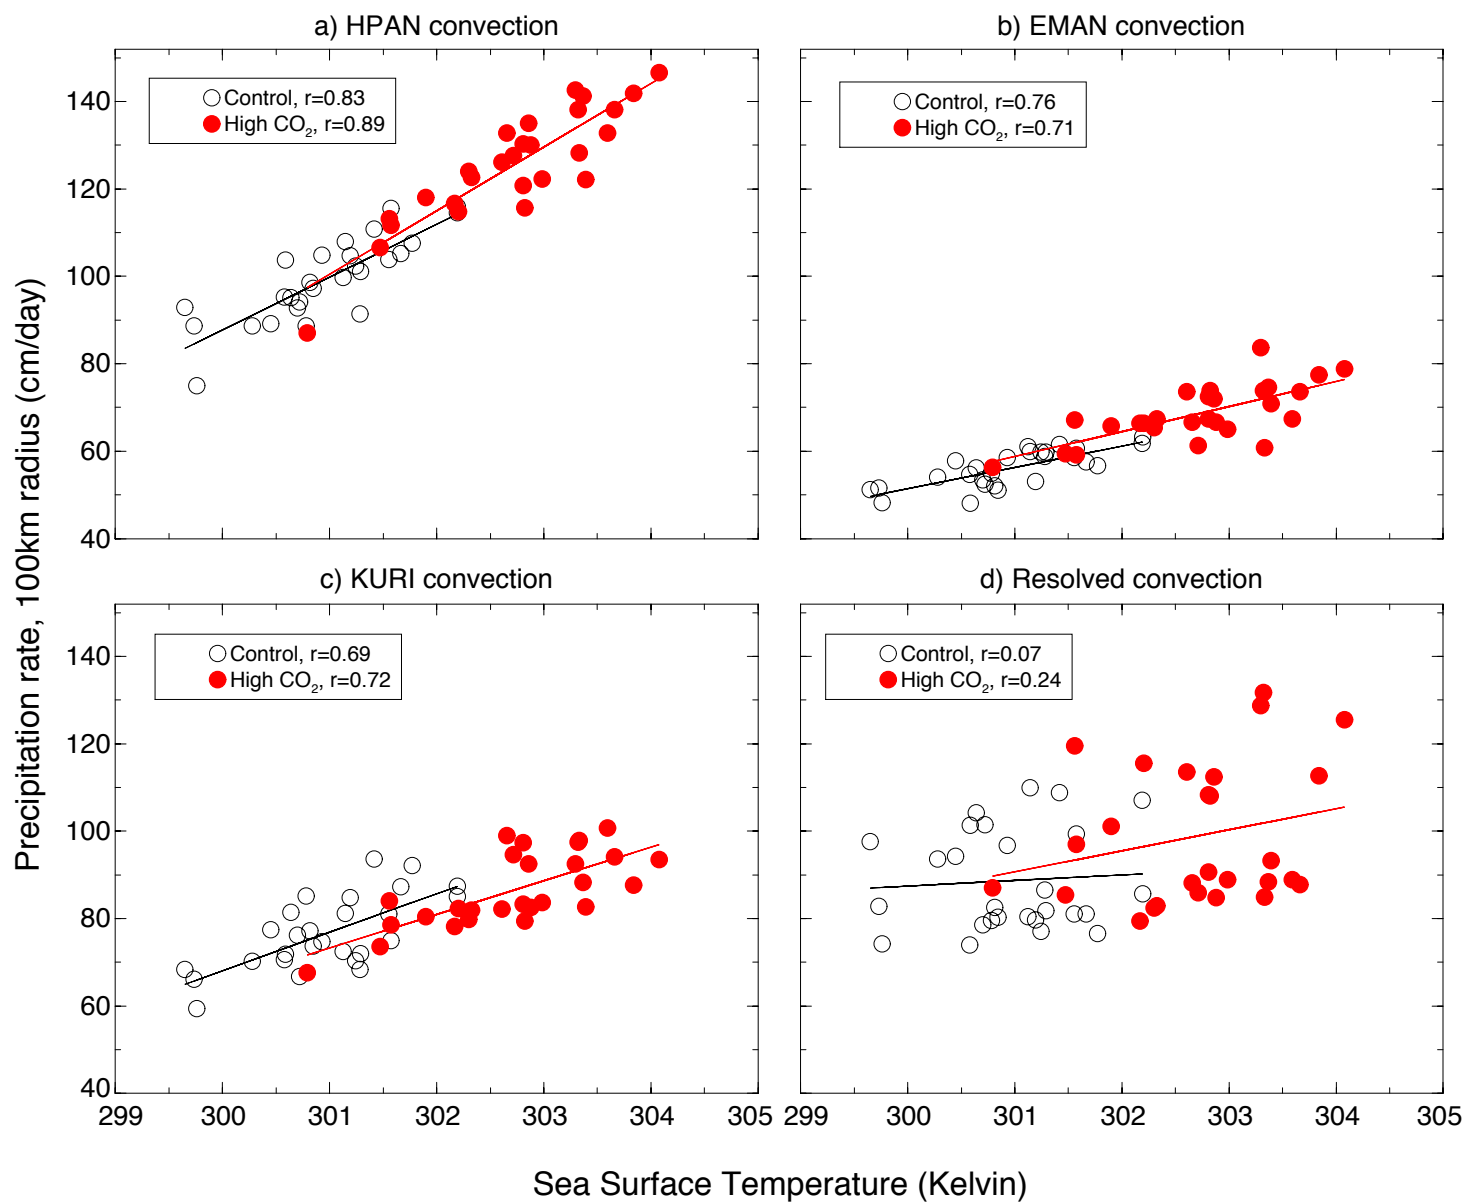 a) HPAN convection
b) EMAN convection
Control, r=0.83
High CO₂, r=0.89
Control, r=0.76
High CO₂, r=0.71
140
120
100
80
60
40
c) KURI convection
d) Resolved convection
Control, r=0.69
High CO₂, r=0.72
Control, r=0.07
High CO₂, r=0.24
140
120
100
80
60
40
299 300 301 302 303 304 299 300 301 302 303 304 305
Precipitation rate, 100km radius (cm/day)
Sea Surface Temperature (Kelvin)